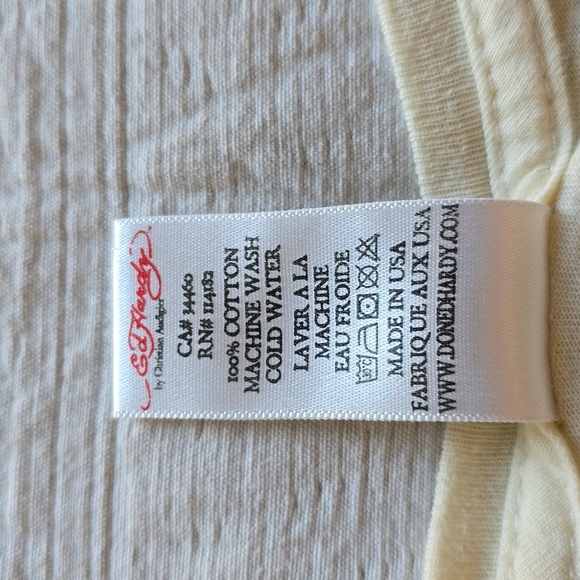 Ed Hardy
by Christian Audigier
CA# 34460
RN# 114182
100% COTTON
MACHINE WASH
COLD WATER
LAVER A LA
MACHINE
EAU FROIDE
30°C
MADE IN USA
FABRIQUE AUX USA
WWW.DONEDHARDY.COM